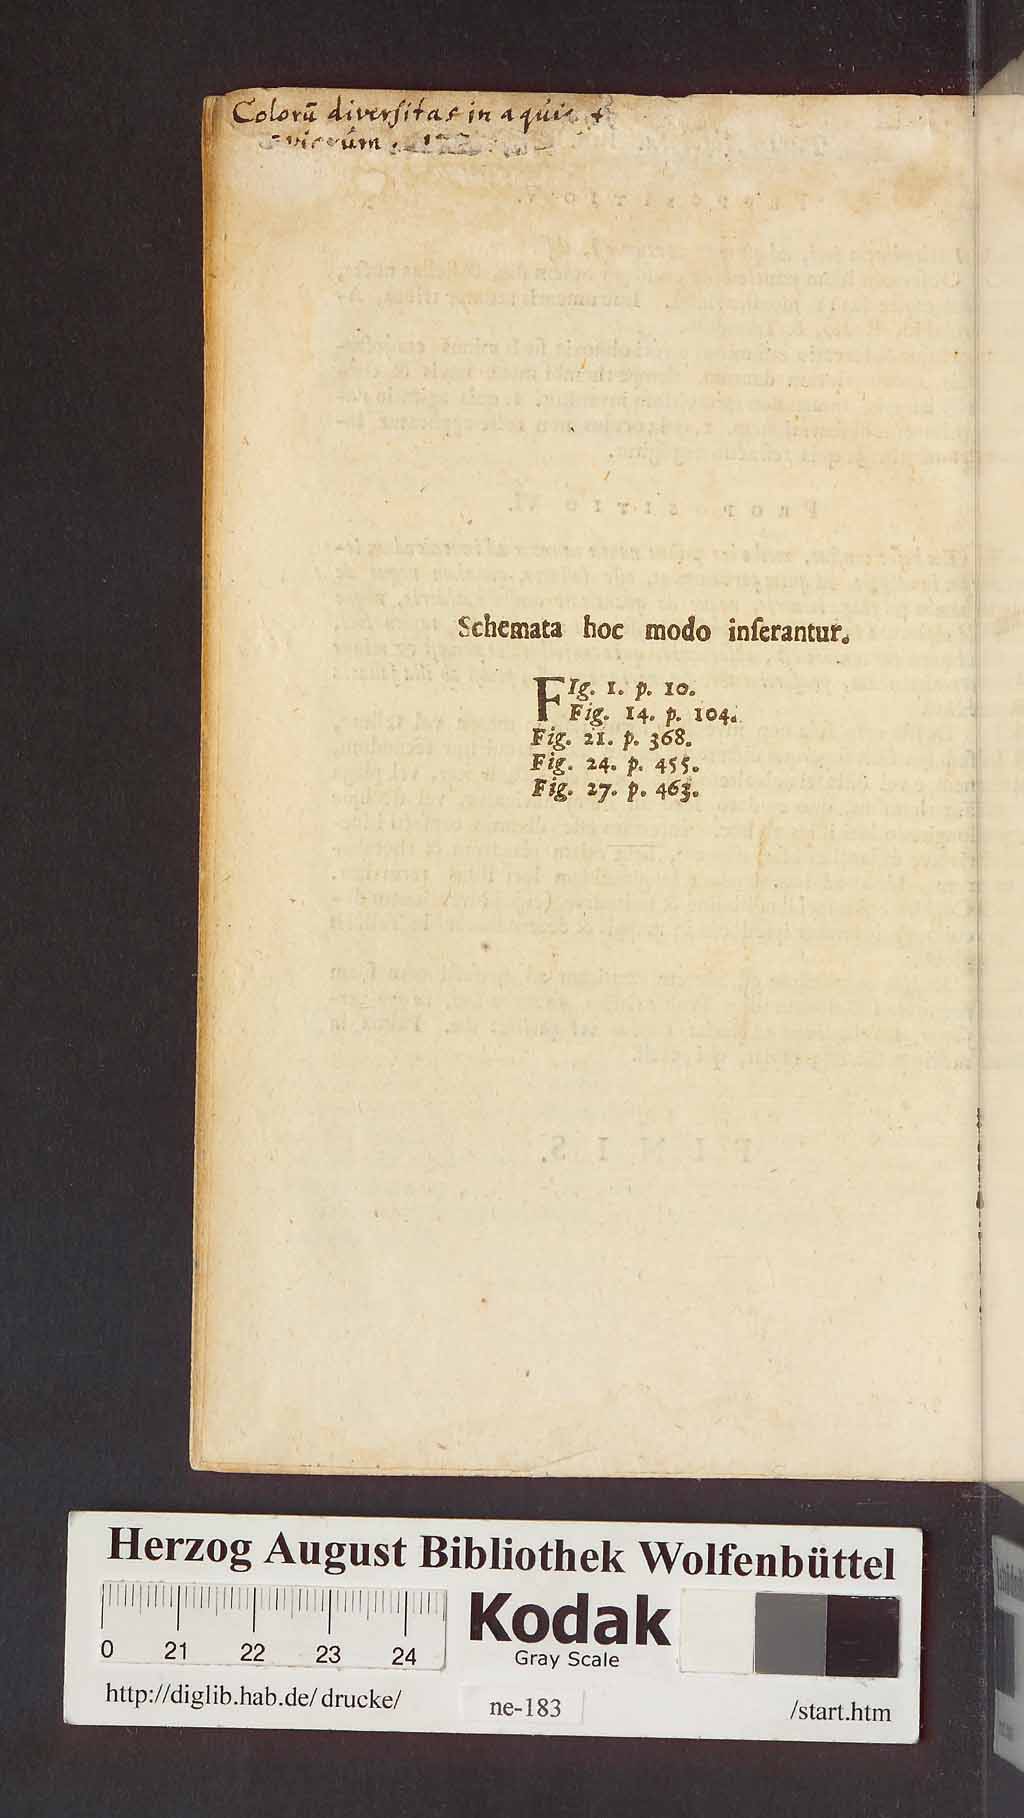 Colorū diversitas in aquis &
Schemata hoc modo inſerantur.
FIg. 1. p. 10.
Fig. 14. p. 104.
Fig. 21. p. 368.
Fig. 24. p. 455.
Fig. 27. p. 463.
Herzog August Bibliothek Wolfenbüttel
0 21 22 23 24
Kodak
Gray Scale
http://diglib.hab.de/drucke/
ne-183
/start.htm